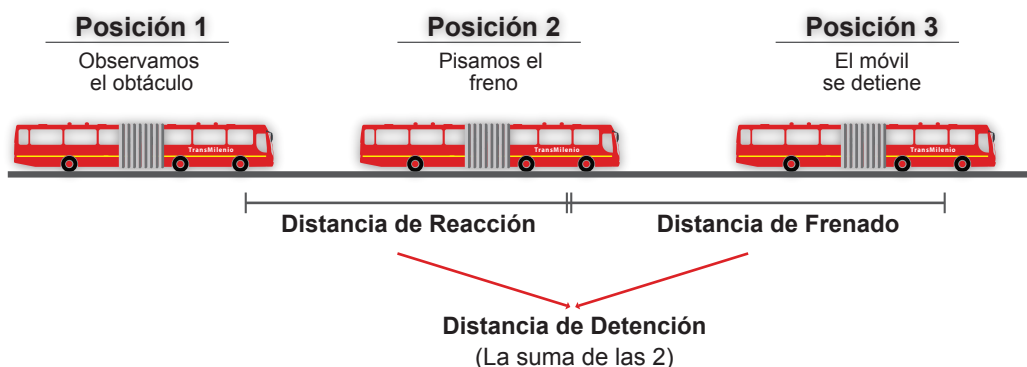 Posición 1
Observamos
el obtáculo
Posición 2
Pisamos el
freno
Posición 3
El móvil
se detiene
TransMilenio
TransMilenio
TransMilenio
Distancia de Reacción
Distancia de Frenado
Distancia de Detención
(La suma de las 2)